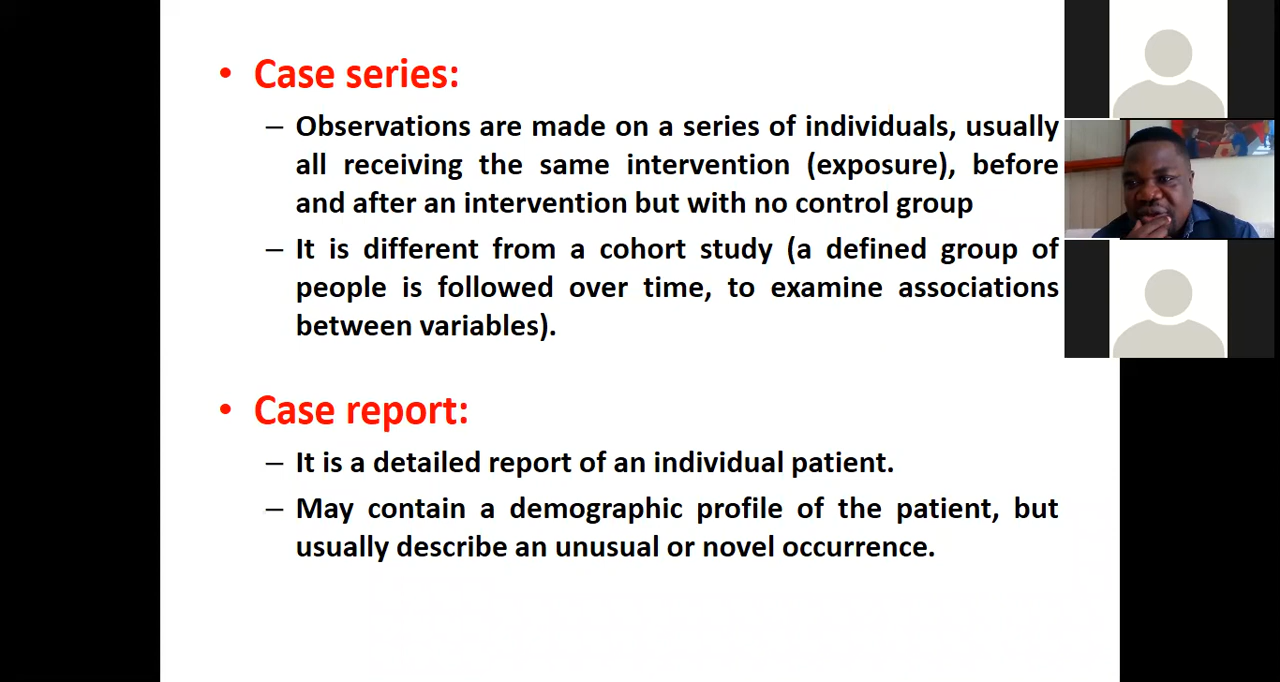 • Case series:
– Observations are made on a series of individuals, usually
all receiving the same intervention (exposure), before
and after an intervention but with no control group
– It is different from a cohort study (a defined group of
people is followed over time, to examine associations
between variables).
• Case report:
– It is a detailed report of an individual patient.
– May contain a demographic profile of the patient, but
usually describe an unusual or novel occurrence.